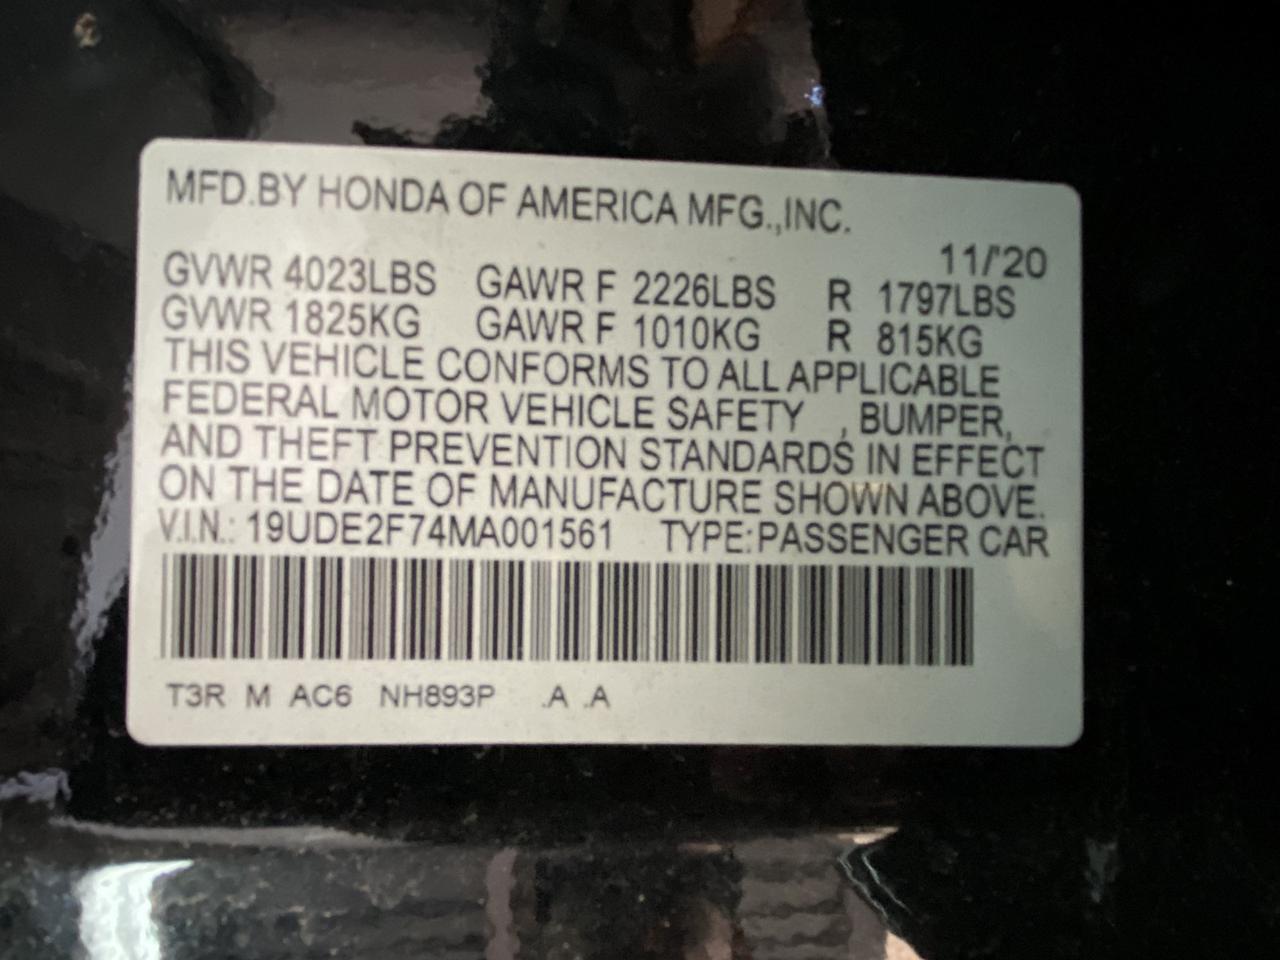 MFD.BY HONDA OF AMERICA MFG.,INC.
11/'20
GVWR 4023LBS GAWR F 2226LBS R 1797LBS
GVWR 1825KG GAWR F 1010KG R 815KG
THIS VEHICLE CONFORMS TO ALL APPLICABLE
FEDERAL MOTOR VEHICLE SAFETY , BUMPER,
AND THEFT PREVENTION STANDARDS IN EFFECT
ON THE DATE OF MANUFACTURE SHOWN ABOVE.
V.I.N.: 19UDE2F74MA001561 TYPE:PASSENGER CAR
T3R M AC6 NH893P .A .A